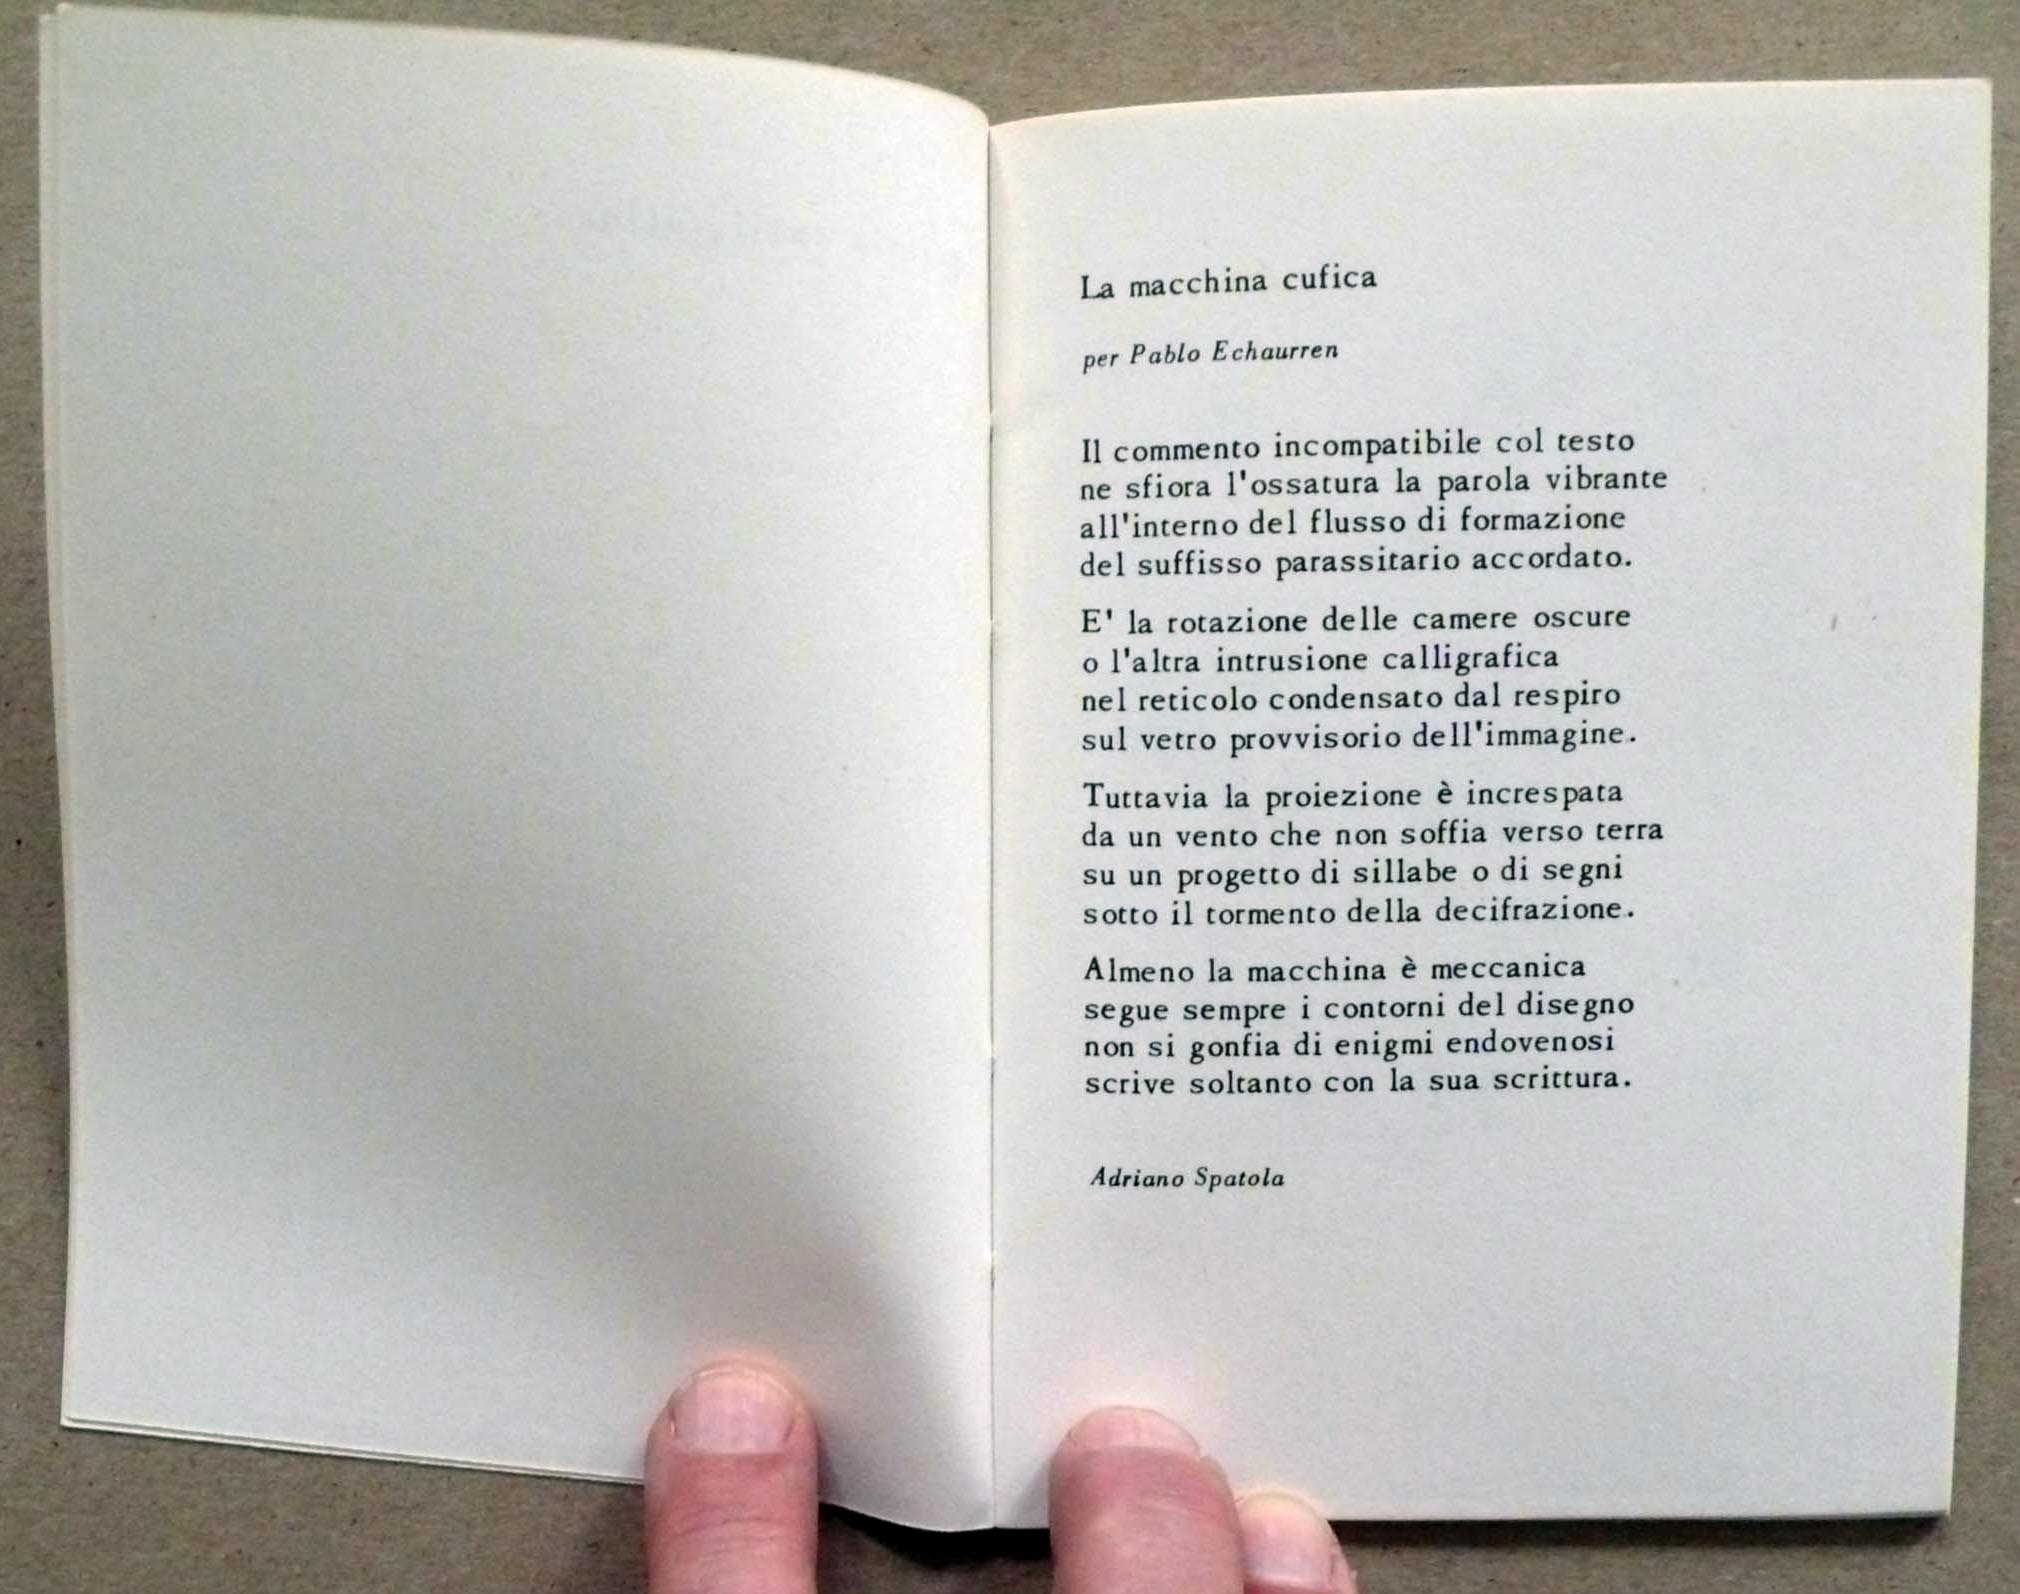 La macchina cufica
per Pablo Echaurren
Il commento incompatibile col testo
ne sfiora l'ossatura la parola vibrante
all'interno del flusso di formazione
del suffisso parassitario accordato.
E' la rotazione delle camere oscure
o l'altra intrusione calligrafica
nel reticolo condensato dal respiro
sul vetro provvisorio dell'immagine.
Tuttavia la proiezione è increspata
da un vento che non soffia verso terra
su un progetto di sillabe o di segni
sotto il tormento della decifrazione.
Almeno la macchina è meccanica
segue sempre i contorni del disegno
non si gonfia di enigmi endovenosi
scrive soltanto con la sua scrittura.
Adriano Spatola